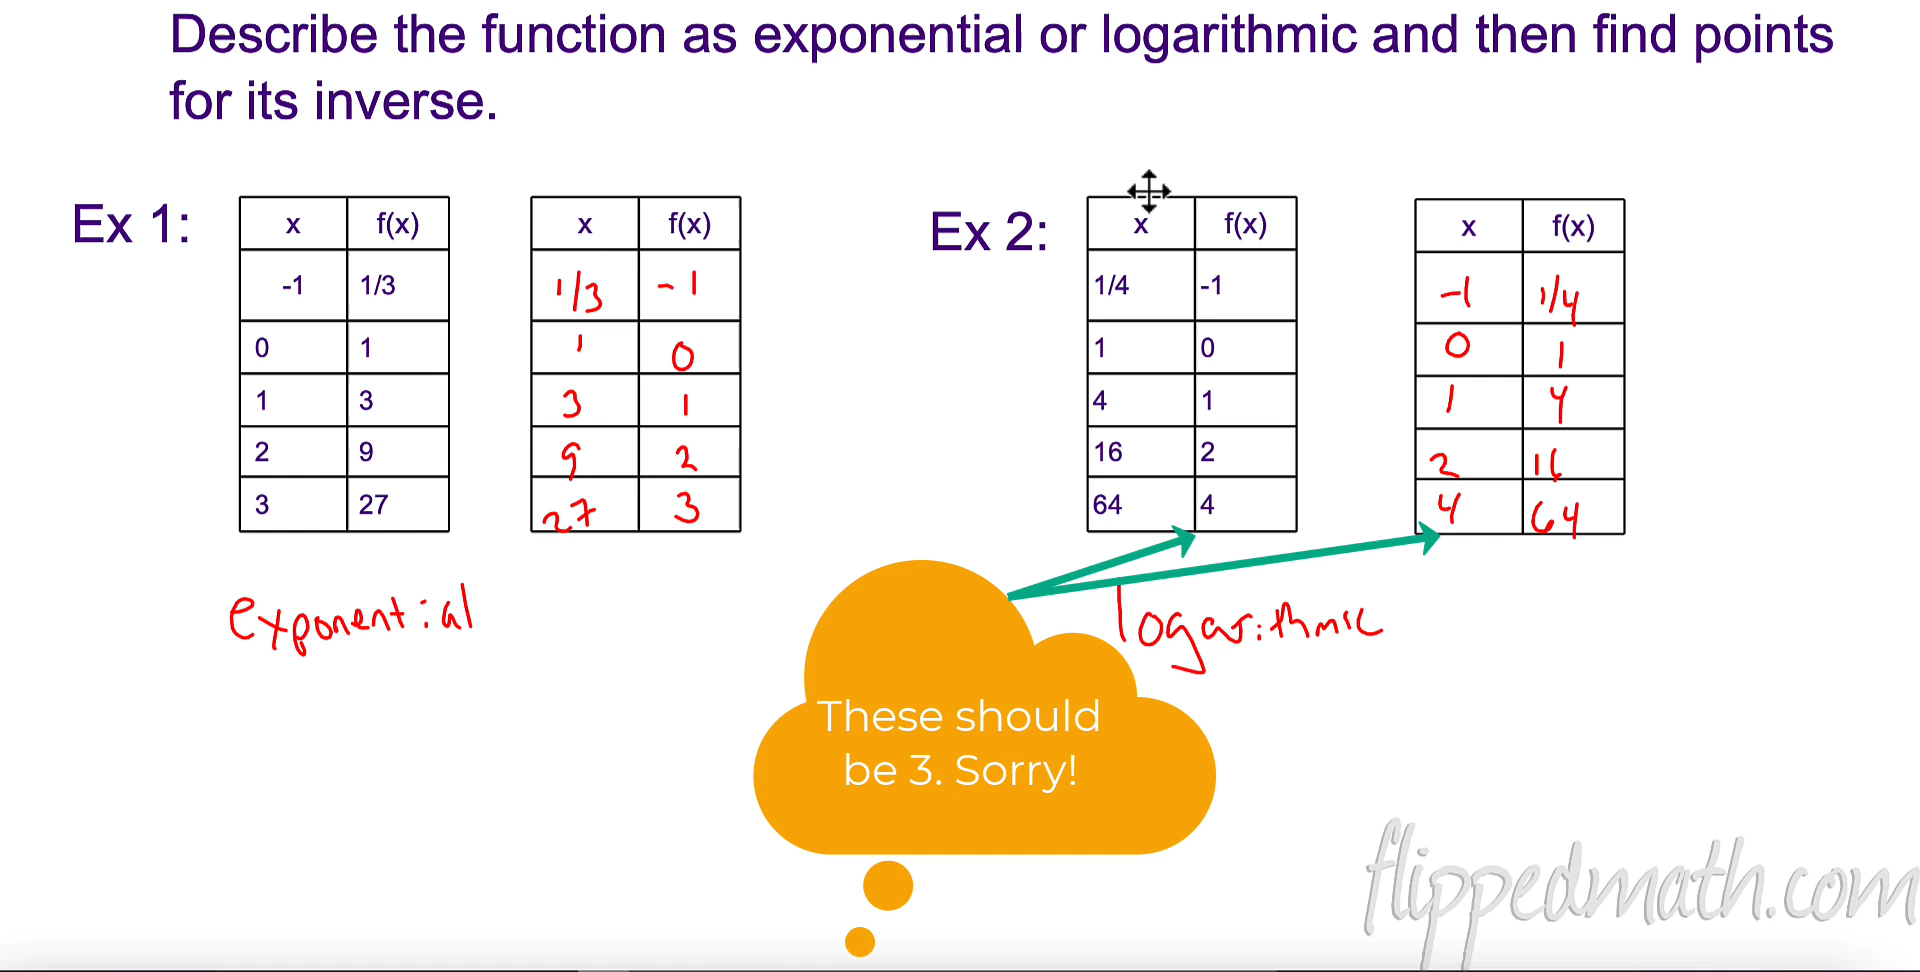 Describe the function as exponential or logarithmic and then find points
for its inverse.
Ex 1:
x f(x)
-1 1/3
0 1
1 3
2 9
3 27
x f(x)
1/3 -1
1 0
3 1
9 2
27 3
exponential
Ex 2:
x f(x)
1/4 -1
1 0
4 1
16 2
64 4
x f(x)
-1 1/4
0 1
1 4
2 16
4 64
logarithmic
These should
be 3. Sorry!
flippedmath.com